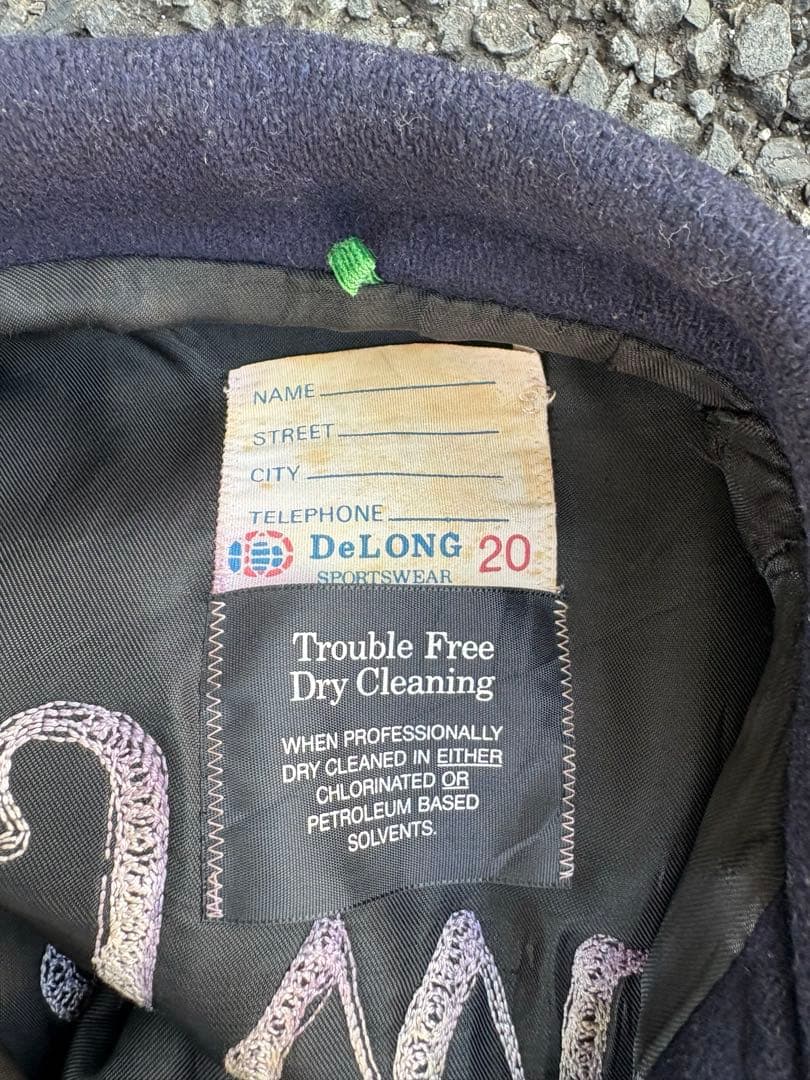 NAME
STREET
CITY
TELEPHONE
DeLONG 20
SPORTSWEAR
Trouble Free
Dry Cleaning
WHEN PROFESSIONALLY
DRY CLEANED IN EITHER
CHLORINATED OR
PETROLEUM BASED
SOLVENTS.